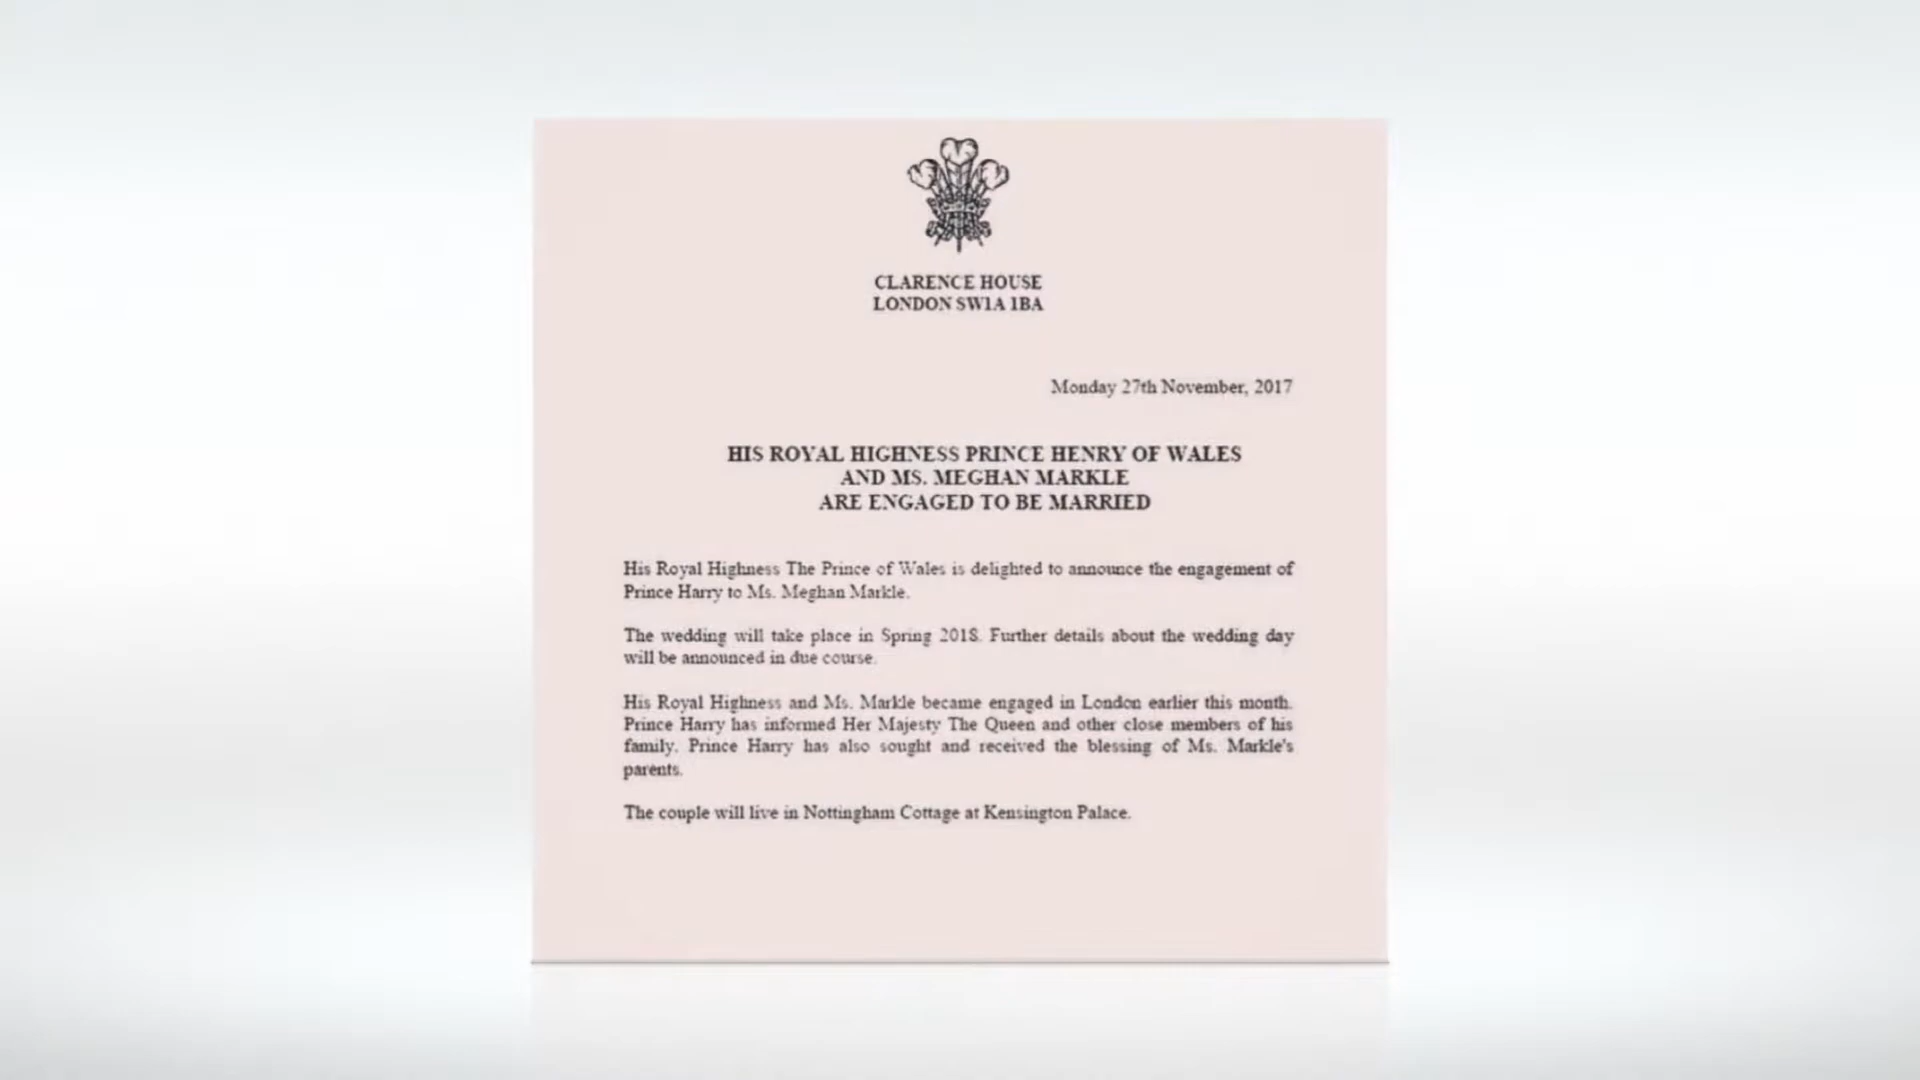 CLARENCE HOUSE
LONDON SW1A 1BA
Monday 27th November, 2017
HIS ROYAL HIGHNESS PRINCE HENRY OF WALES
AND MS. MEGHAN MARKLE
ARE ENGAGED TO BE MARRIED
His Royal Highness The Prince of Wales is delighted to announce the engagement of
Prince Harry to Ms. Meghan Markle.
The wedding will take place in Spring 2018. Further details about the wedding day
will be announced in due course.
His Royal Highness and Ms. Markle became engaged in London earlier this month.
Prince Harry has informed Her Majesty The Queen and other close members of his
family. Prince Harry has also sought and received the blessing of Ms. Markle's
parents.
The couple will live in Nottingham Cottage at Kensington Palace.